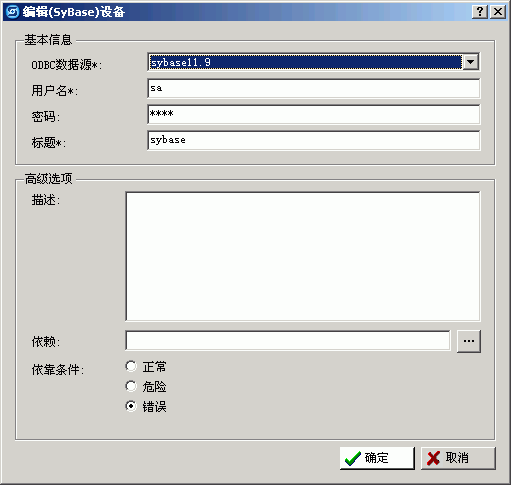 编辑(SyBase)设备
基本信息
ODBC数据源*: sybase11.9
用户名*: sa
密码: ****
标题*: sybase
高级选项
描述:
依赖: ...
依靠条件: 正常
危险
错误
确定 取消